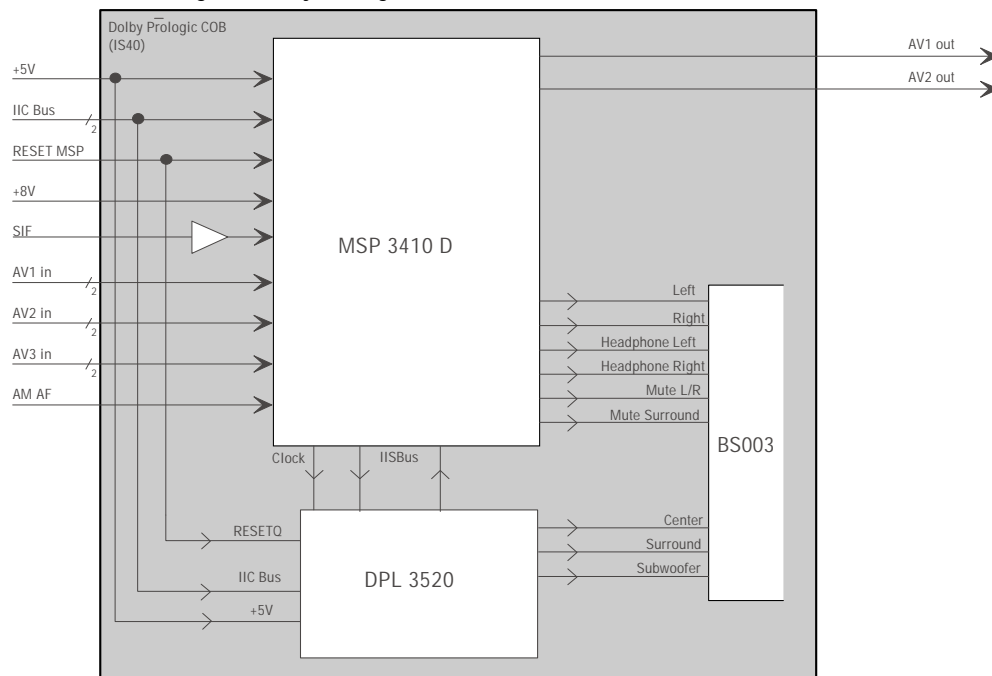 Dolby Prologic COB
(IS40)
+5V
IIC Bus
2
RESET MSP
+8V
SIF
AV1 in
2
AV2 in
2
AV3 in
2
AM AF
MSP 3410 D
AV1 out
AV2 out
Left
Right
Headphone Left
Headphone Right
Mute L/R
Mute Surround
BS003
Clock
IISBus
RESETQ
IIC Bus
+5V
DPL 3520
Center
Surround
Subwoofer